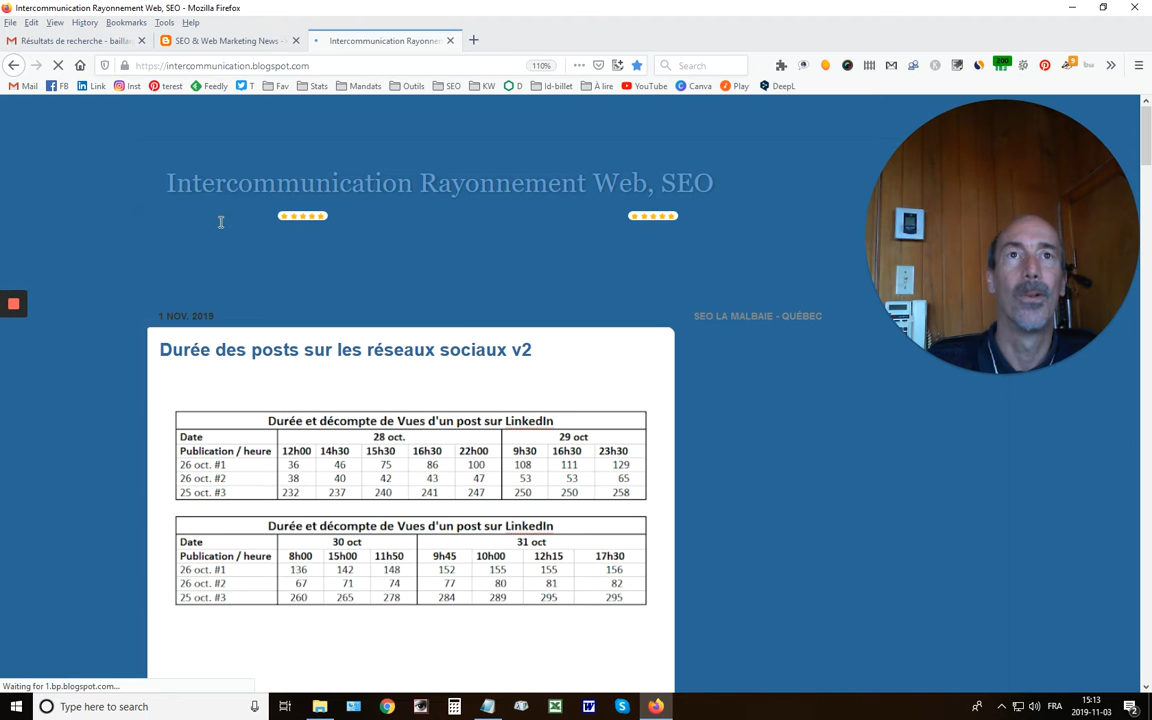 Intercommunication Rayonnement Web, SEO - Mozilla Firefox
File Edit View History Bookmarks Tools Help
Résultats de recherche - baillar
SEO & Web Marketing News -
Intercommunication Rayonnem
https://intercommunication.blogspot.com
110%
Search
200
9
Mail FB Link Inst terest Feedly T Fav Stats Mandats Outils SEO KW D Id-billet À lire YouTube Canva Play DeepL
Intercommunication Rayonnement Web, SEO
1 NOV. 2019
SEO LA MALBAIE - QUÉBEC
Durée des posts sur les réseaux sociaux v2
Durée et décompte de Vues d'un post sur LinkedIn
Date 28 oct. 29 oct
Publication / heure 12h00 14h30 15h30 16h30 22h00 9h30 16h30 23h30
26 oct. #1 36 46 75 86 100 108 111 129
26 oct. #2 38 40 42 43 47 53 53 65
25 oct. #3 232 237 240 241 247 250 250 258
Durée et décompte de Vues d'un post sur LinkedIn
Date 30 oct 31 oct
Publication / heure 8h00 15h00 11h50 9h45 10h00 12h15 17h30
26 oct. #1 136 142 148 152 155 155 156
26 oct. #2 67 71 74 77 80 81 82
25 oct. #3 260 265 278 284 289 295 295
Waiting for 1.bp.blogspot.com...
Type here to search
FR
15:13
2019-11-03
2